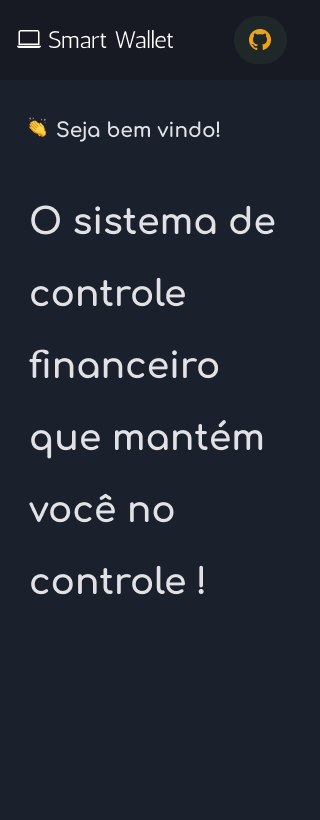 Smart Wallet
👏 Seja bem vindo!
O sistema de
controle
financeiro
que mantém
você no
controle !